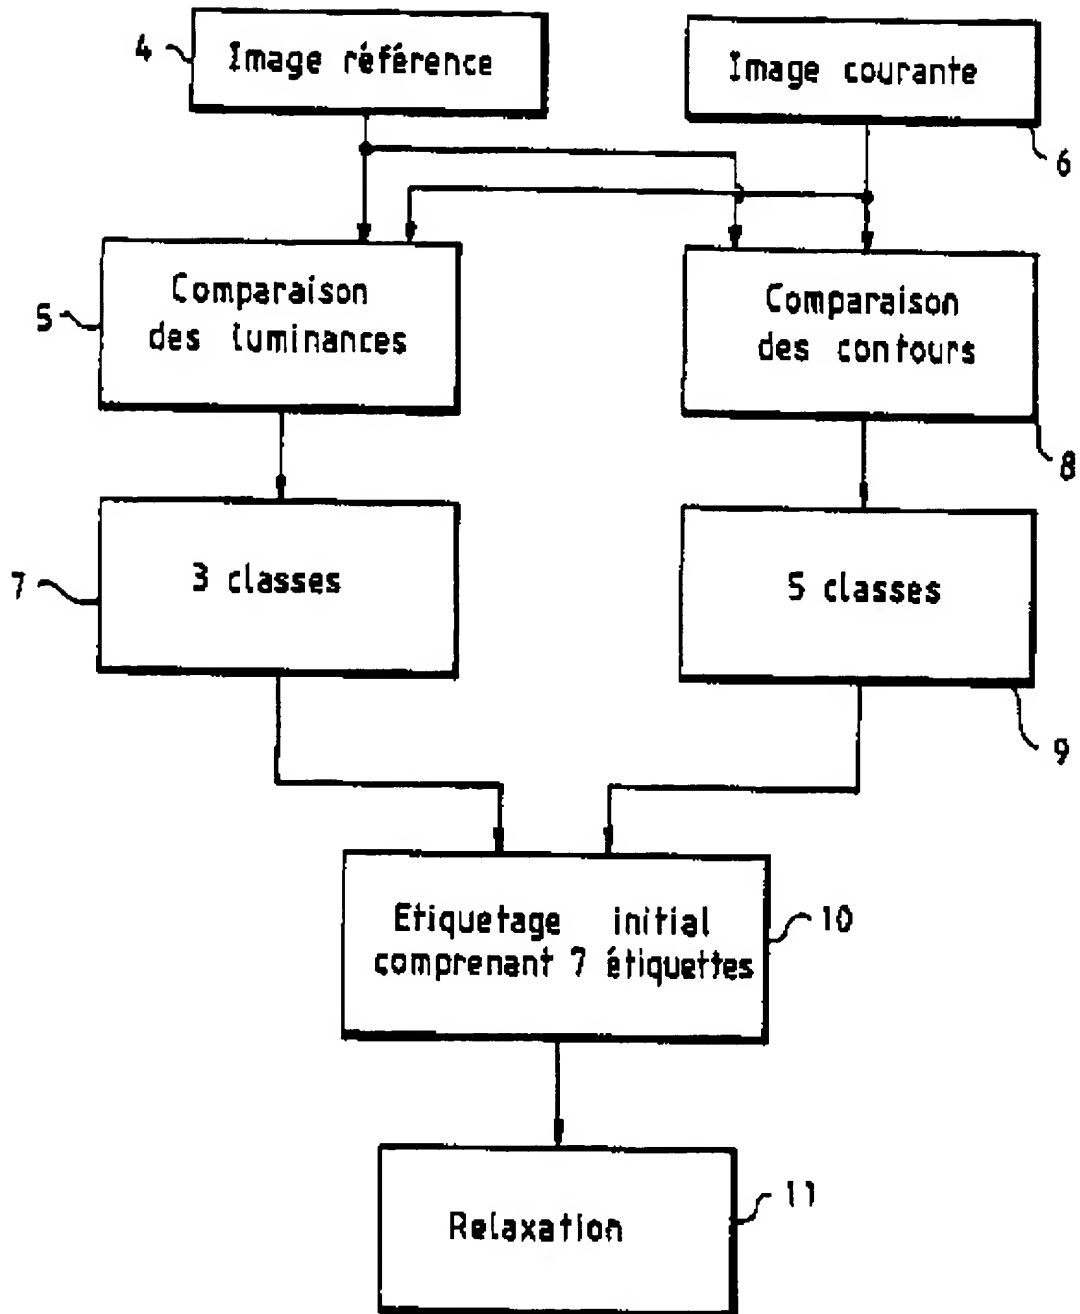 4
Image référence
Image courante
6
5
Comparaison
des luminances
Comparaison
des contours
8
7
3 classes
5 classes
9
Etiquetage initial
comprenant 7 étiquettes
10
Relaxation
11